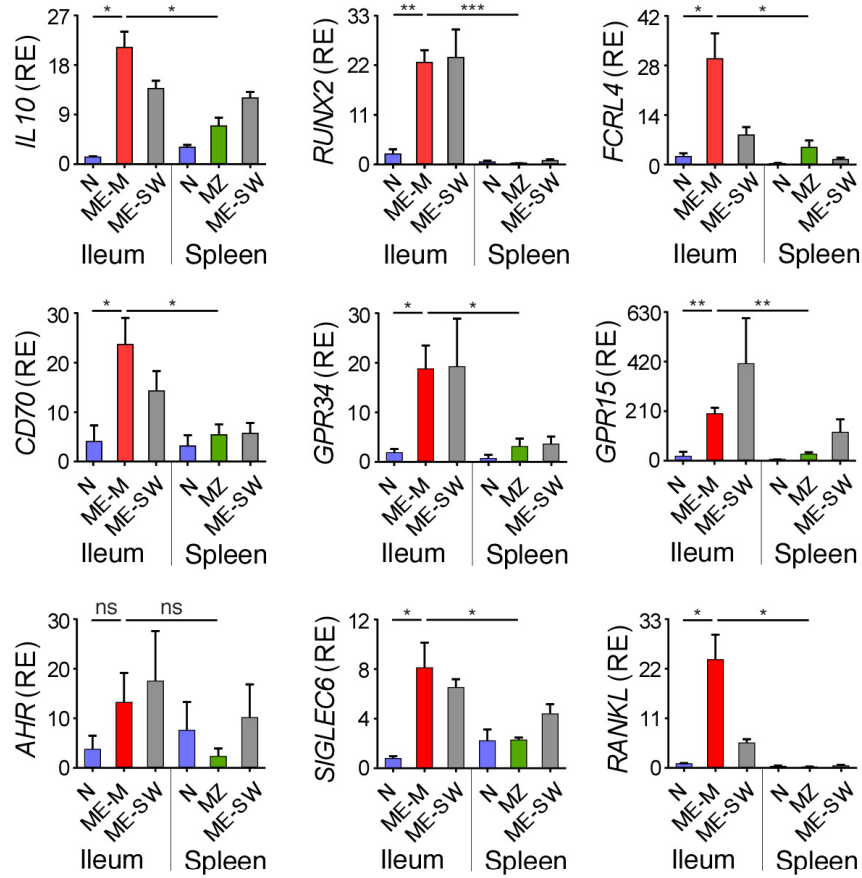 IL10 (RE)
27
18
9
0
* *
N ME-M ME-SW N MZ ME-SW
Ileum Spleen
RUNX2 (RE)
33
22
11
0
** ***
N ME-M ME-SW N MZ ME-SW
Ileum Spleen
FCRL4 (RE)
42
28
14
0
* *
N ME-M ME-SW N MZ ME-SW
Ileum Spleen
CD70 (RE)
30
20
10
0
* *
N ME-M ME-SW N MZ ME-SW
Ileum Spleen
GPR34 (RE)
30
20
10
0
* *
N ME-M ME-SW N MZ ME-SW
Ileum Spleen
GPR15 (RE)
630
420
210
0
** **
N ME-M ME-SW N MZ ME-SW
Ileum Spleen
AHR (RE)
30
20
10
0
ns ns
N ME-M ME-SW N MZ ME-SW
Ileum Spleen
SIGLEC6 (RE)
12
8
4
0
* *
N ME-M ME-SW N MZ ME-SW
Ileum Spleen
RANKL (RE)
33
22
11
0
* *
N ME-M ME-SW N MZ ME-SW
Ileum Spleen